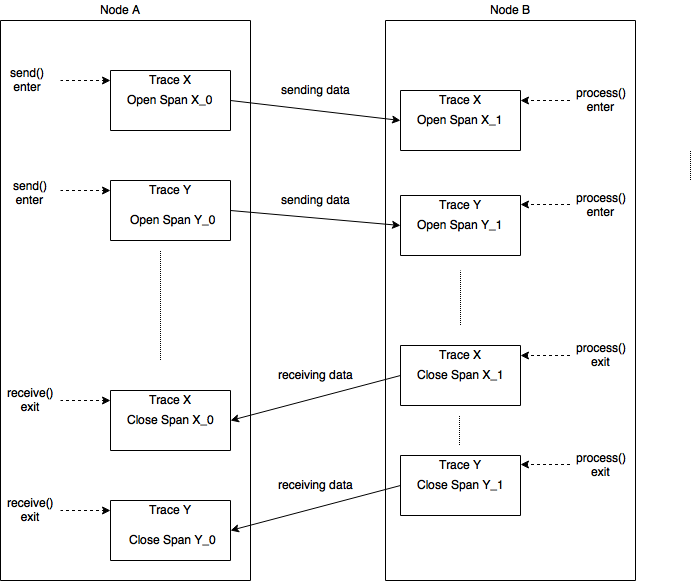 Node A
Node B
send()
enter
Trace X
Open Span X_0
sending data
Trace X
Open Span X_1
process()
enter
send()
enter
Trace Y
Open Span Y_0
sending data
Trace Y
Open Span Y_1
process()
enter
receive()
exit
Trace X
Close Span X_0
receiving data
Trace X
Close Span X_1
process()
exit
receive()
exit
Trace Y
Close Span Y_0
receiving data
Trace Y
Close Span Y_1
process()
exit